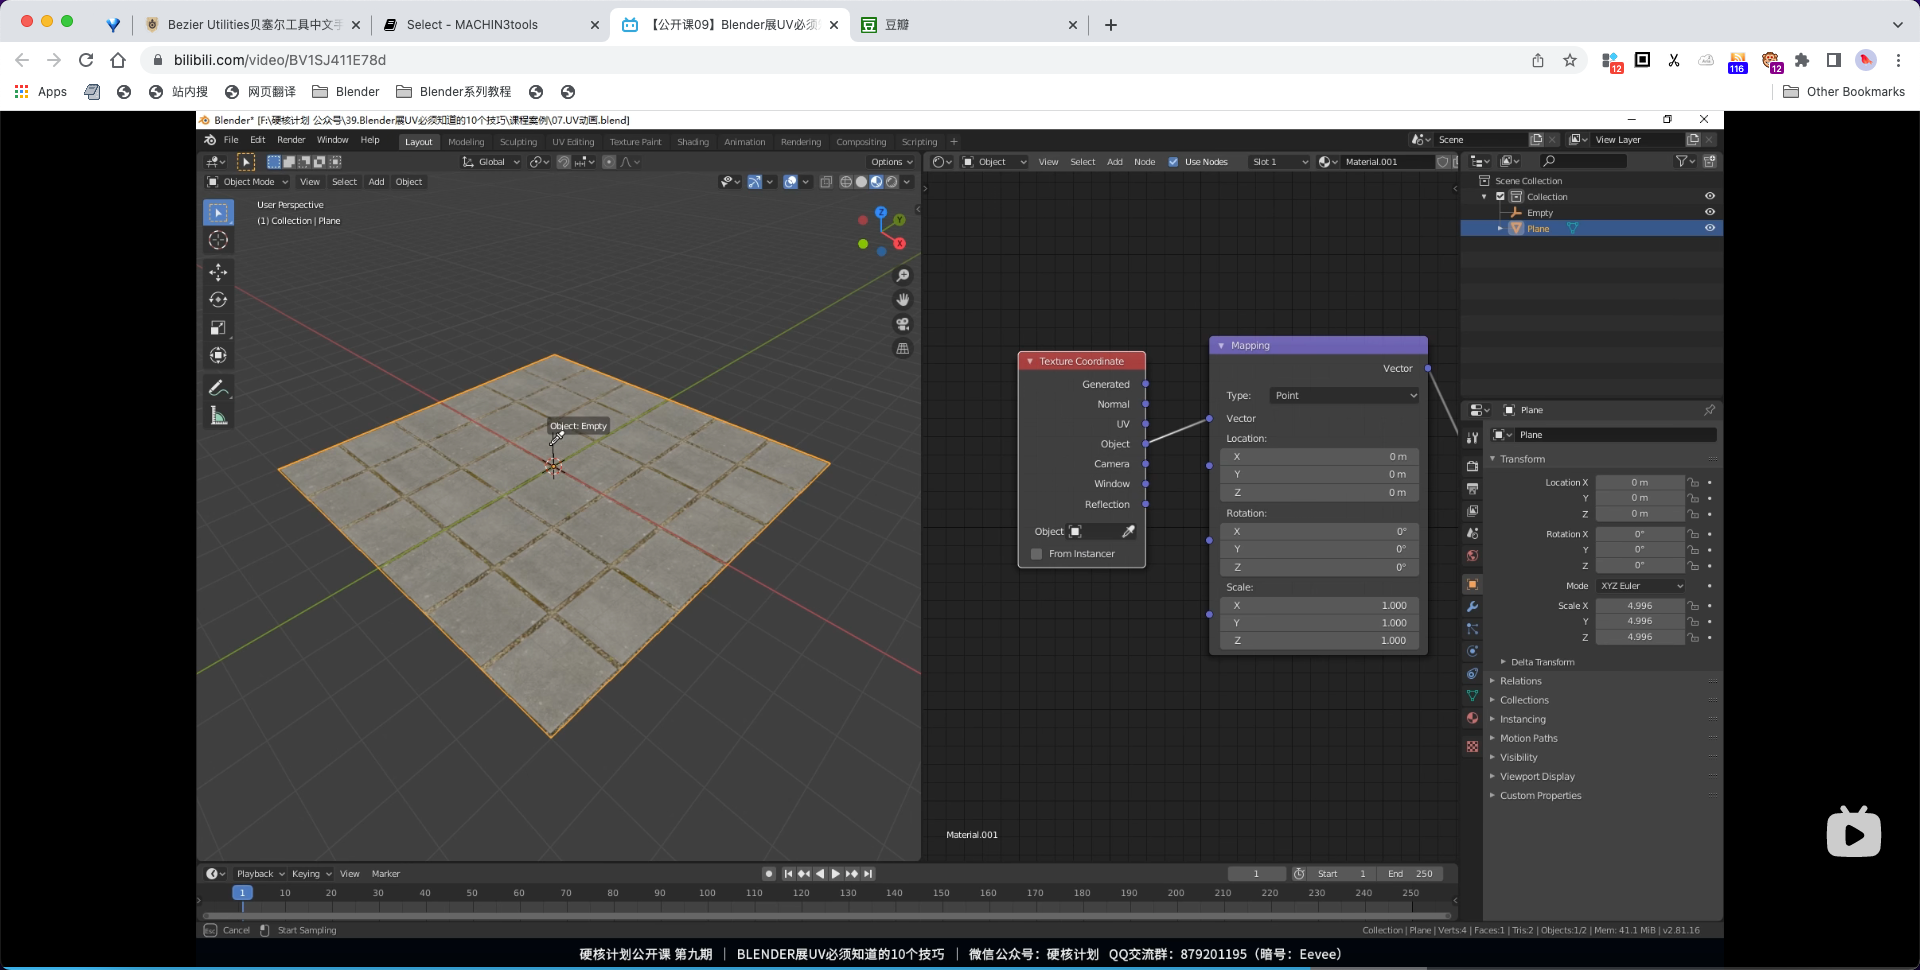 Bezier Utilities贝塞尔工具中文手
Select - MACHIN3tools
【公开课09】Blender展UV必须知
豆瓣
bilibili.com/video/BV1SJ411E78d
12
116
12
Apps
站内搜
网页翻译
Blender
Blender系列教程
Other Bookmarks
Blender* [F:\硬核计划 公众号\39.Blender展UV必须知道的10个技巧\课程案例\07.UV动画.blend]
File Edit Render Window Help Layout Modeling Sculpting UV Editing Texture Paint Shading Animation Rendering Compositing Scripting + Scene View Layer
Global Options Object View Select Add Node Use Nodes Slot 1 Material.001
Object Mode View Select Add Object
User Perspective
(1) Collection | Plane
Z
Y
X
Object: Empty
Texture Coordinate
Generated
Normal
UV
Object
Camera
Window
Reflection
Object
From Instancer
Mapping
Vector
Type: Point
Vector
Location:
X 0 m
Y 0 m
Z 0 m
Rotation:
X 0°
Y 0°
Z 0°
Scale:
X 1.000
Y 1.000
Z 1.000
Material.001
Scene Collection
Collection
Empty
Plane
Plane
Plane
Transform
Location X 0 m
Y 0 m
Z 0 m
Rotation X 0°
Y 0°
Z 0°
Mode XYZ Euler
Scale X 4.996
Y 4.996
Z 4.996
Delta Transform
Relations
Collections
Instancing
Motion Paths
Visibility
Viewport Display
Custom Properties
Playback Keying View Marker 1 Start 1 End 250
1 10 20 30 40 50 60 70 80 90 100 110 120 130 140 150 160 170 180 190 200 210 220 230 240 250
Esc Cancel Start Sampling
Collection | Plane | Verts:4 | Faces:1 | Tris:2 | Objects:1/2 | Mem: 41.1 MiB | v2.81.16
硬核计划公开课 第九期 | BLENDER展UV必须知道的10个技巧 | 微信公众号：硬核计划 QQ交流群：879201195（暗号：Eevee）